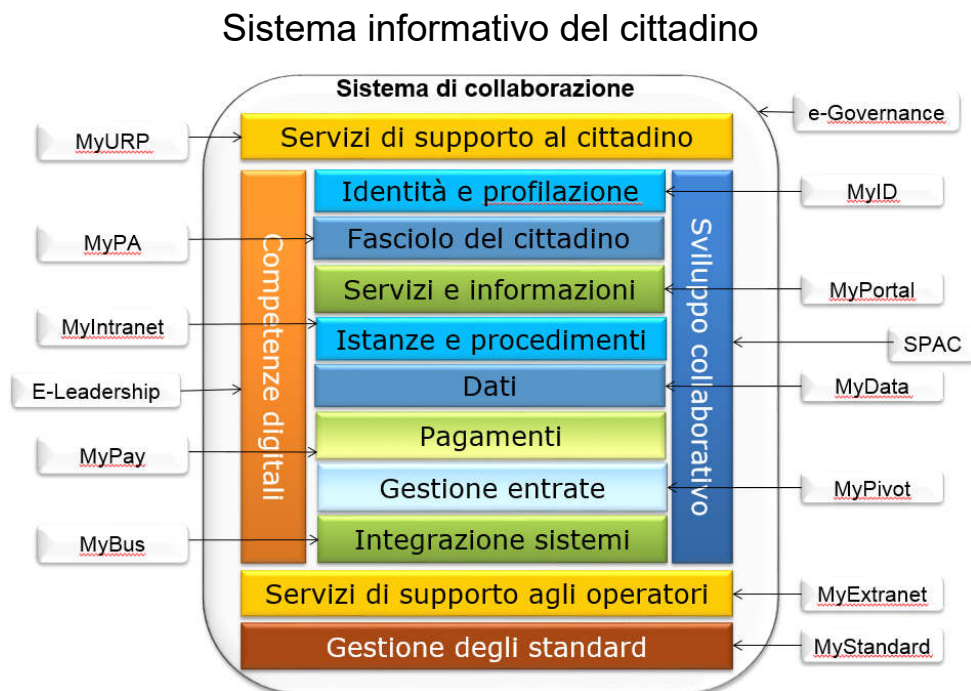 Sistema informativo del cittadino
Sistema di collaborazione
e-Governance
MyURP
Servizi di supporto al cittadino
Identità e profilazione
MyID
MyPA
Fasciolo del cittadino
Servizi e informazioni
MyPortal
MyIntranet
Istanze e procedimenti
SPAC
E-Leadership
Competenze digitali
Dati
Sviluppo collaborativo
MyData
MyPay
Pagamenti
Gestione entrate
MyPivot
MyBus
Integrazione sistemi
Servizi di supporto agli operatori
MyExtranet
Gestione degli standard
MyStandard